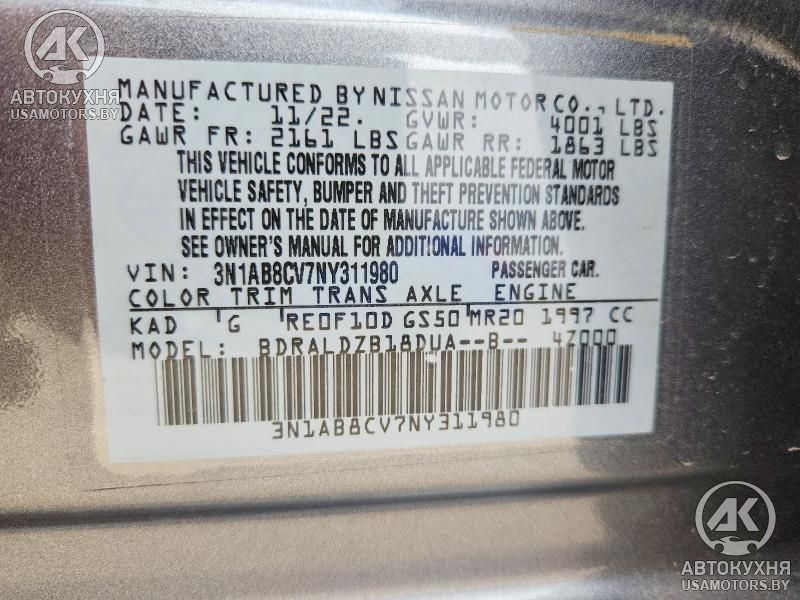 AK
АВТОКУХНЯ
USAMOTORS.BY
MANUFACTURED BY NISSAN MOTOR CO., LTD.
DATE: 11/22. GVWR: 4001 LBS
GAWR FR: 2161 LBS GAWR RR: 1863 LBS
THIS VEHICLE CONFORMS TO ALL APPLICABLE FEDERAL MOTOR
VEHICLE SAFETY, BUMPER AND THEFT PREVENTION STANDARDS
IN EFFECT ON THE DATE OF MANUFACTURE SHOWN ABOVE.
SEE OWNER'S MANUAL FOR ADDITIONAL INFORMATION.
VIN: 3N1AB8CV7NY311980 PASSENGER CAR.
COLOR TRIM TRANS AXLE ENGINE
KAD G RE0F10D GS50 MR20 1997 CC
MODEL: BDRALDZB18DUA--B-- 4Z000
3N1AB8CV7NY311980
AK
АВТОКУХНЯ
USAMOTORS.BY